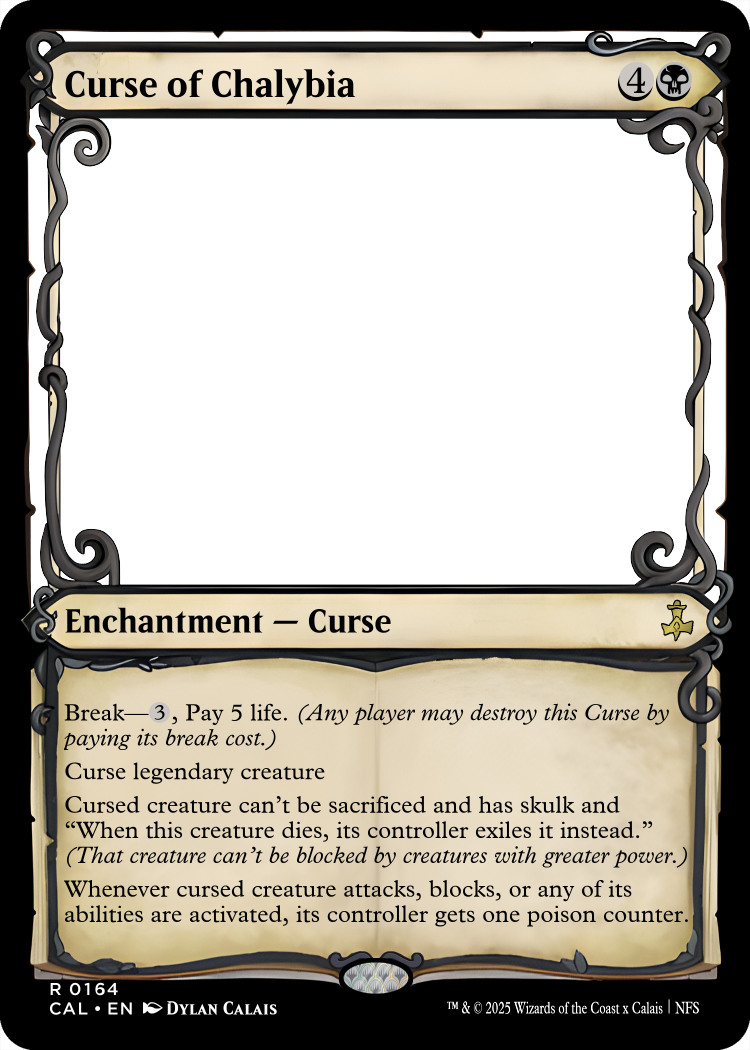 Curse of Chalybia
4
Enchantment — Curse
Break—3, Pay 5 life. (Any player may destroy this Curse by
paying its break cost.)
Curse legendary creature
Cursed creature can’t be sacrificed and has skulk and
“When this creature dies, its controller exiles it instead.”
(That creature can’t be blocked by creatures with greater power.)
Whenever cursed creature attacks, blocks, or any of its
abilities are activated, its controller gets one poison counter.
R 0164
CAL • EN Dylan Calais
™ & © 2025 Wizards of the Coast x Calais | NFS